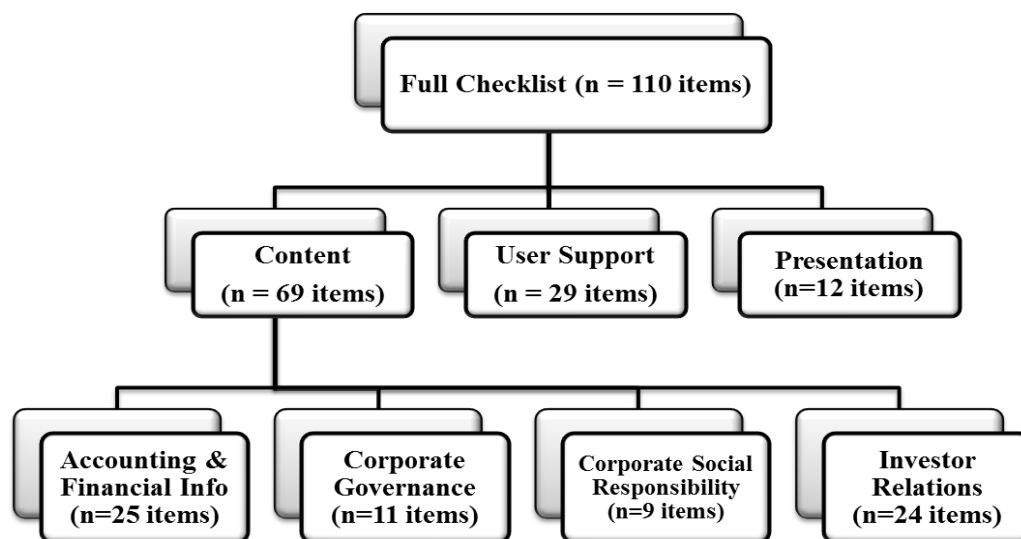 Full Checklist (n = 110 items)
Content
(n = 69 items)
User Support
(n = 29 items)
Presentation
(n=12 items)
Accounting &
Financial Info
(n=25 items)
Corporate
Governance
(n=11 items)
Corporate Social
Responsibility
(n=9 items)
Investor
Relations
(n=24 items)